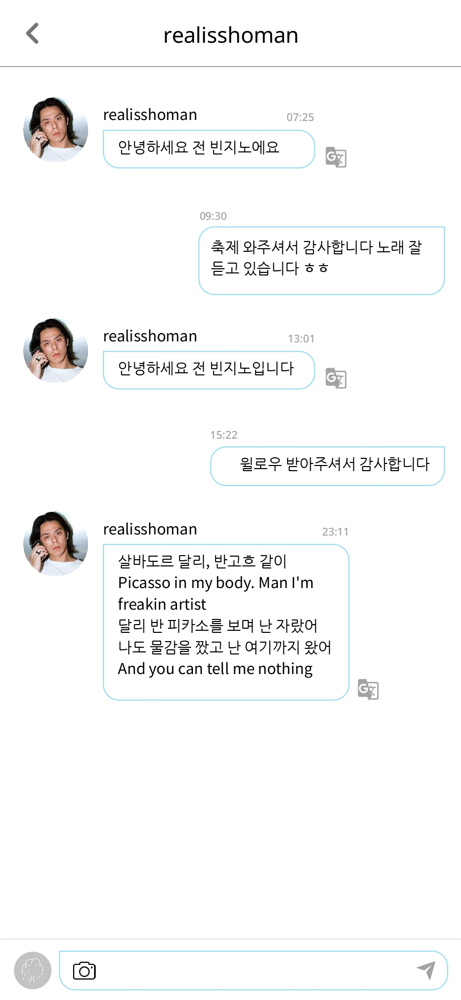 realisshoman
realisshoman 07:25
안녕하세요 전 빈지노에요
09:30
축제 와주셔서 감사합니다 노래 잘
듣고 있습니다 ㅎㅎ
realisshoman 13:01
안녕하세요 전 빈지노입니다
15:22
윌로우 받아주셔서 감사합니다
realisshoman 23:11
살바도르 달리, 반고흐 같이
Picasso in my body. Man I'm
freakin artist
달리 반 피카소를 보며 난 자랐어
나도 물감을 짰고 난 여기까지 왔어
And you can tell me nothing